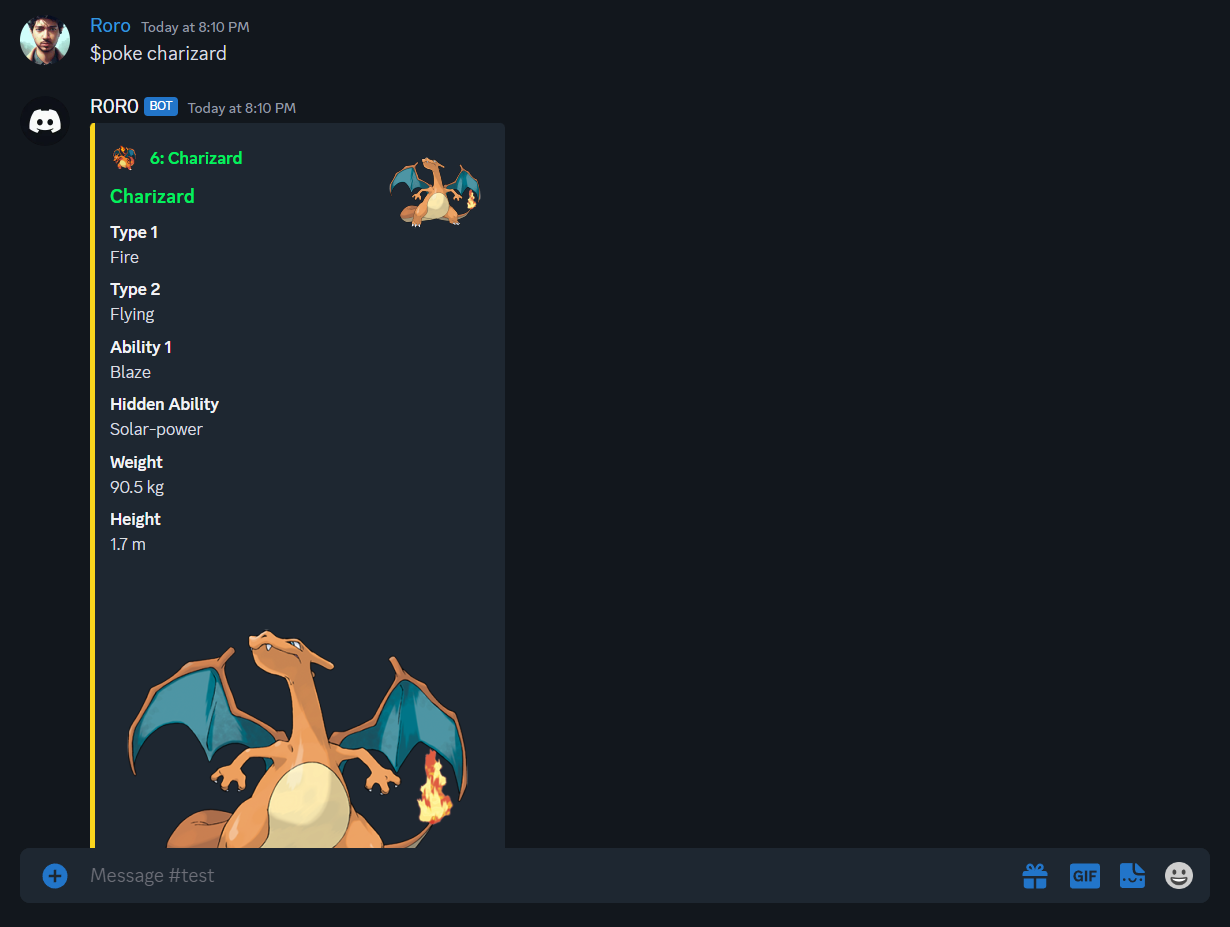 Roro Today at 8:10 PM
$poke charizard
R0R0 BOT Today at 8:10 PM
6: Charizard
Charizard
Type 1
Fire
Type 2
Flying
Ability 1
Blaze
Hidden Ability
Solar-power
Weight
90.5 kg
Height
1.7 m
Message #test
GIF